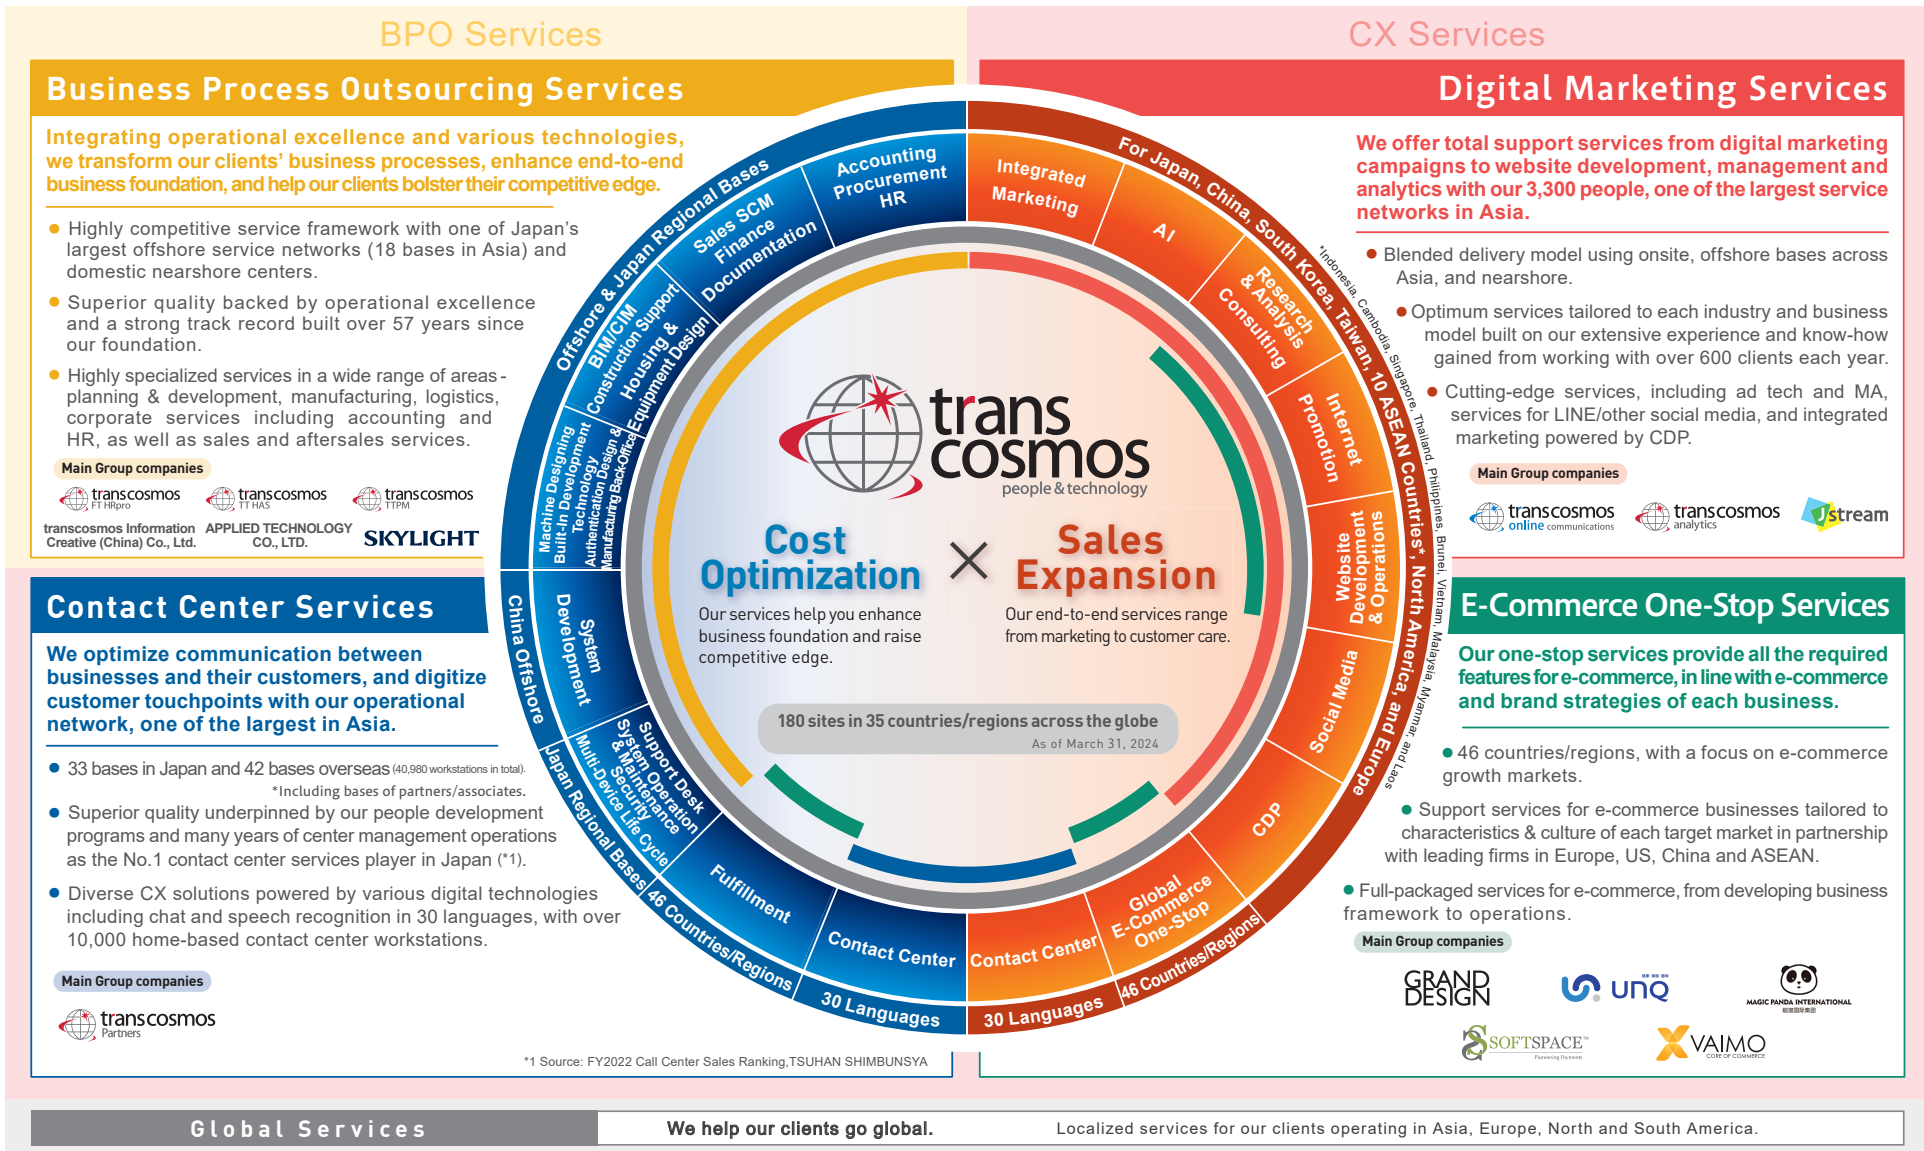 BPO Services
CX Services
Business Process Outsourcing Services
Integrating operational excellence and various technologies,
we transform our clients’ business processes, enhance end-to-end
business foundation, and help our clients bolster their competitive edge.
Highly competitive service framework with one of Japan’s
largest offshore service networks (18 bases in Asia) and
domestic nearshore centers.
Superior quality backed by operational excellence
and a strong track record built over 57 years since
our foundation.
Highly specialized services in a wide range of areas -
planning & development, manufacturing, logistics,
corporate services including accounting and
HR, as well as sales and aftersales services.
Main Group companies
transcosmos
FT HRpro
transcosmos
TT HAS
transcosmos
TTPM
transcosmos Information
Creative (China) Co., Ltd.
APPLIED TECHNOLOGY
CO., LTD.
SKYLIGHT
Digital Marketing Services
We offer total support services from digital marketing
campaigns to website development, management and
analytics with our 3,300 people, one of the largest service
networks in Asia.
Blended delivery model using onsite, offshore bases across
Asia, and nearshore.
Optimum services tailored to each industry and business
model built on our extensive experience and know-how
gained from working with over 600 clients each year.
Cutting-edge services, including ad tech and MA,
services for LINE/other social media, and integrated
marketing powered by CDP.
Main Group companies
transcosmos
online communications
transcosmos
analytics
Jstream
Contact Center Services
We optimize communication between
businesses and their customers, and digitize
customer touchpoints with our operational
network, one of the largest in Asia.
33 bases in Japan and 42 bases overseas (40,980 workstations in total).
*Including bases of partners/associates.
Superior quality underpinned by our people development
programs and many years of center management operations
as the No.1 contact center services player in Japan (*1).
Diverse CX solutions powered by various digital technologies
including chat and speech recognition in 30 languages, with over
10,000 home-based contact center workstations.
Main Group companies
transcosmos
Partners
*1 Source: FY2022 Call Center Sales Ranking,TSUHAN SHIMBUNSYA
E-Commerce One-Stop Services
Our one-stop services provide all the required
features for e-commerce, in line with e-commerce
and brand strategies of each business.
46 countries/regions, with a focus on e-commerce
growth markets.
Support services for e-commerce businesses tailored to
characteristics & culture of each target market in partnership
with leading firms in Europe, US, China and ASEAN.
Full-packaged services for e-commerce, from developing business
framework to operations.
Main Group companies
GRAND
DESIGN
unQ
MAGIC PANDA INTERNATIONAL
SOFTSPACE™
Pioneering Payments
VAIMO
CORE OF COMMERCE
Offshore & Japan Regional Bases
China Offshore
Japan Regional Bases
46 Countries/Regions
30 Languages
Accounting
Procurement
HR
Sales SCM
Finance
Documentation
BIM/CIM
Construction Support
Housing &
Equipment Design
Machine Designing
Built-In Development
Technology
Authentication Design &
Manufacturing Back-Office
System
Development
Support Desk
System Operation
& Maintenance
Security
Multi-Device Life Cycle
Fulfillment
Contact Center
For Japan, China, South Korea, Taiwan, 10 ASEAN Countries*, North America, and Europe
*Indonesia, Cambodia, Singapore, Thailand, Philippines, Brunei, Vietnam, Malaysia, Myanmar, and Laos
46 Countries/Regions
30 Languages
Integrated
Marketing
AI
Research
& Analysis
Consulting
Internet
Promotion
Website
Development
& Operations
Social Media
CDP
Global
E-Commerce
One-Stop
Contact Center
trans
cosmos
people & technology
Cost
Optimization
×
Sales
Expansion
Our services help you enhance
business foundation and raise
competitive edge.
Our end-to-end services range
from marketing to customer care.
180 sites in 35 countries/regions across the globe
As of March 31, 2024
Global Services
We help our clients go global.
Localized services for our clients operating in Asia, Europe, North and South America.